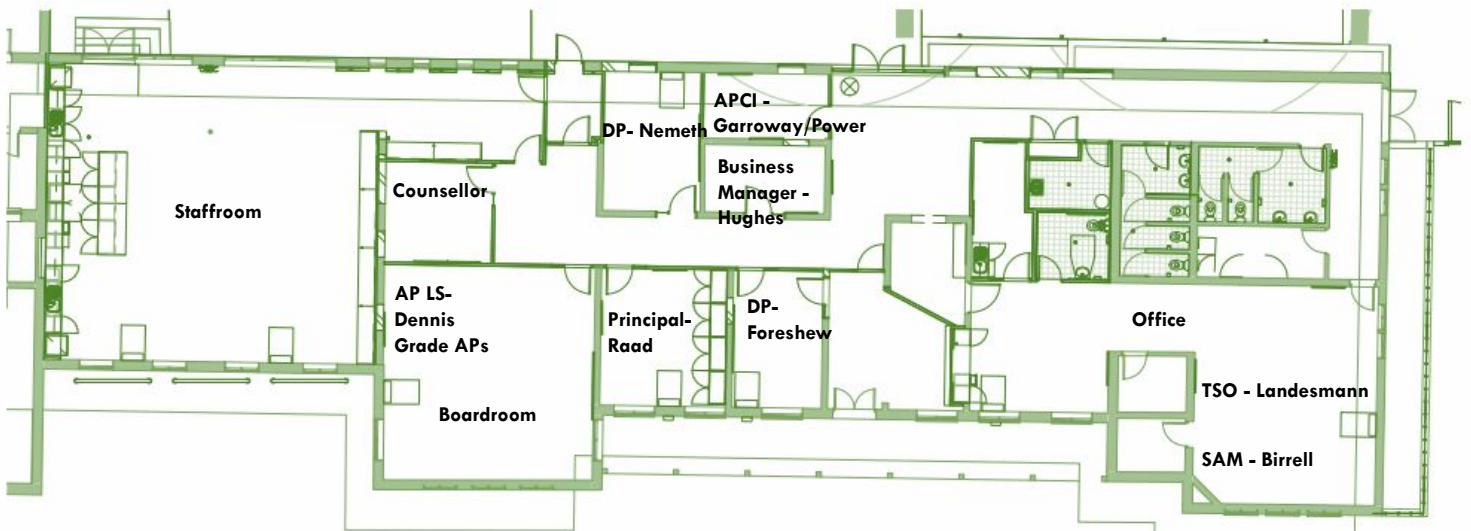 DP- Nemeth
APCI -
Garroway/Power
Business
Manager -
Hughes
Counsellor
Staffroom
AP LS-
Dennis
Grade APs
Boardroom
Principal-
Raad
DP-
Foreshew
Office
TSO - Landesmann
SAM - Birrell